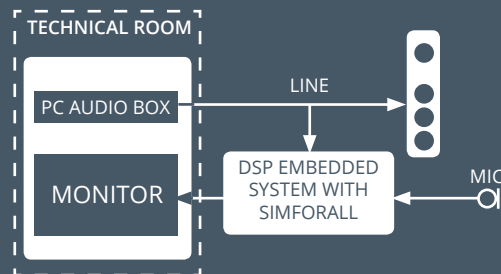 TECHNICAL ROOM
LINE
PC AUDIO BOX
DSP EMBEDDED
SYSTEM WITH
SIMFORALL
MIC
MONITOR